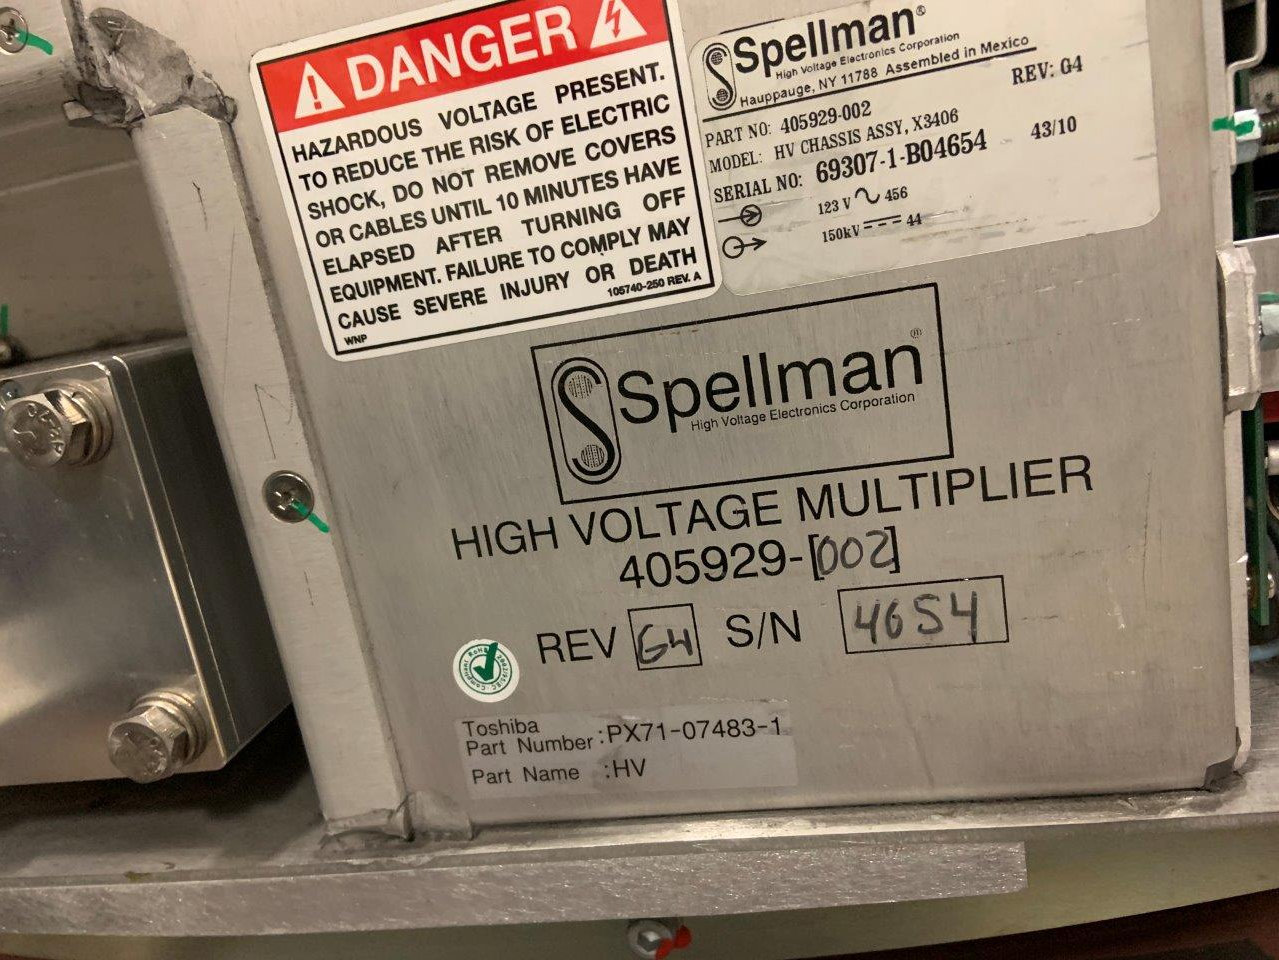 DANGER
HAZARDOUS VOLTAGE PRESENT.
TO REDUCE THE RISK OF ELECTRIC
SHOCK, DO NOT REMOVE COVERS
OR CABLES UNTIL 10 MINUTES HAVE
ELAPSED AFTER TURNING OFF
EQUIPMENT. FAILURE TO COMPLY MAY
CAUSE SEVERE INJURY OR DEATH
105740-250 REV. A
WNP
Spellman®
High Voltage Electronics Corporation
Hauppauge, NY 11788 Assembled in Mexico
REV: G4
PART NO: 405929-002
MODEL: HV CHASSIS ASSY, X3406
SERIAL NO: 69307-1-B04654 43/10
123 V 456
150kV 44
Spellman®
High Voltage Electronics Corporation
HIGH VOLTAGE MULTIPLIER
405929-[002]
REV G4 S/N 4654
Toshiba
Part Number :PX71-07483-1
Part Name :HV